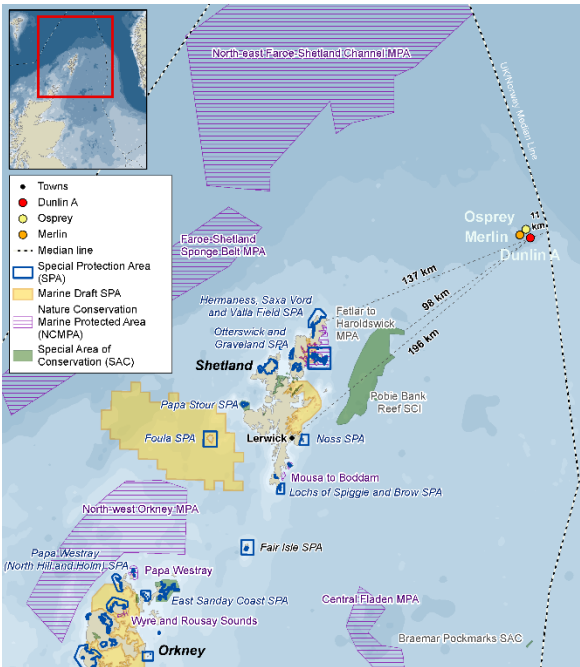 North-east Faroe-Shetland Channel MPA
UK/Norway Median Line
Towns
Dunlin A
Osprey
Merlin
Median line
Special Protection Area
(SPA)
Marine Draft SPA
Nature Conservation
Marine Protected Area
(NCMPA)
Special Area of
Conservation (SAC)
Osprey
Merlin
Dunlin A
11
km
Faroe-Shetland
Sponge Belt MPA
137 km
98 km
196 km
Hermaness, Saxa Vord
and Valla Field SPA
Fetlar to
Haroldswick
MPA
Otterswick and
Graveland SPA
Shetland
Pobie Bank
Reef SCI
Papa Stour SPA
Foula SPA
Lerwick
Noss SPA
Mousa to Boddam
Lochs of Spiggie and Brow SPA
North-west Orkney MPA
Fair Isle SPA
Papa Westray
(North Hill and Holm) SPA
Papa Westray
East Sanday Coast SPA
Central Fladen MPA
Wyre and Rousay Sounds
Braemar Pockmarks SAC
Orkney